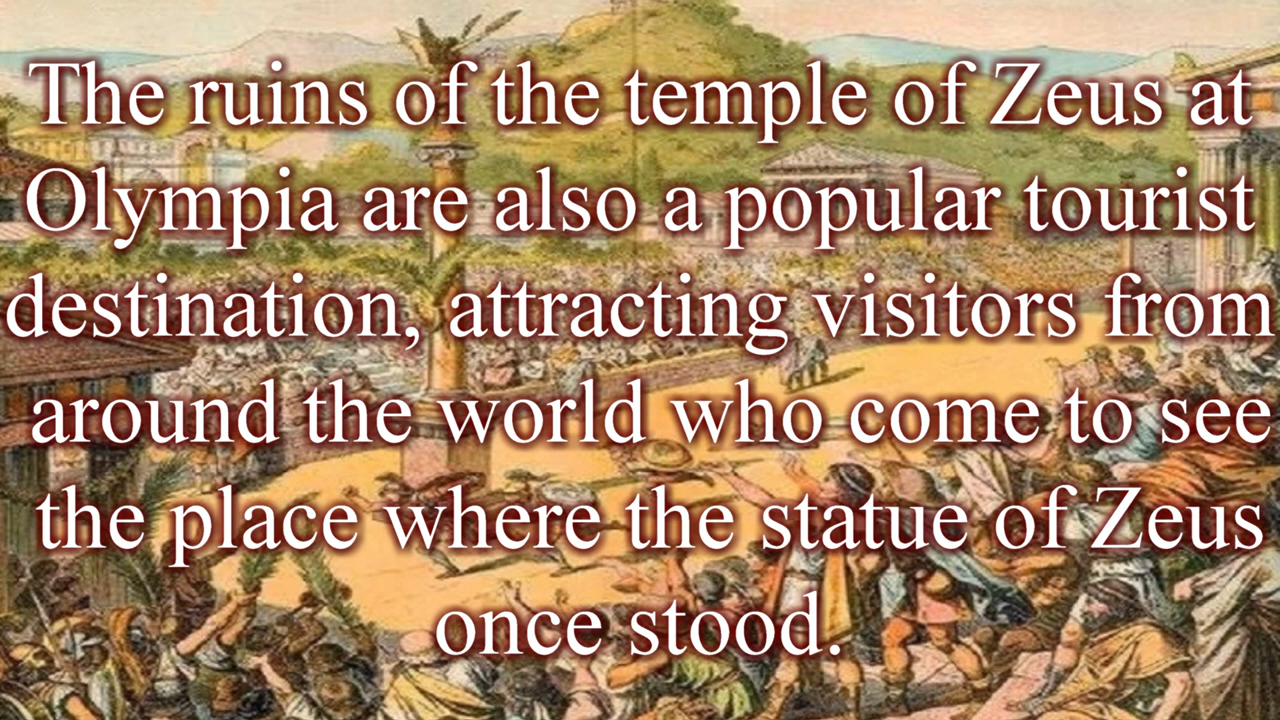 The ruins of the temple of Zeus at
Olympia are also a popular tourist
destination, attracting visitors from
around the world who come to see
the place where the statue of Zeus
once stood.